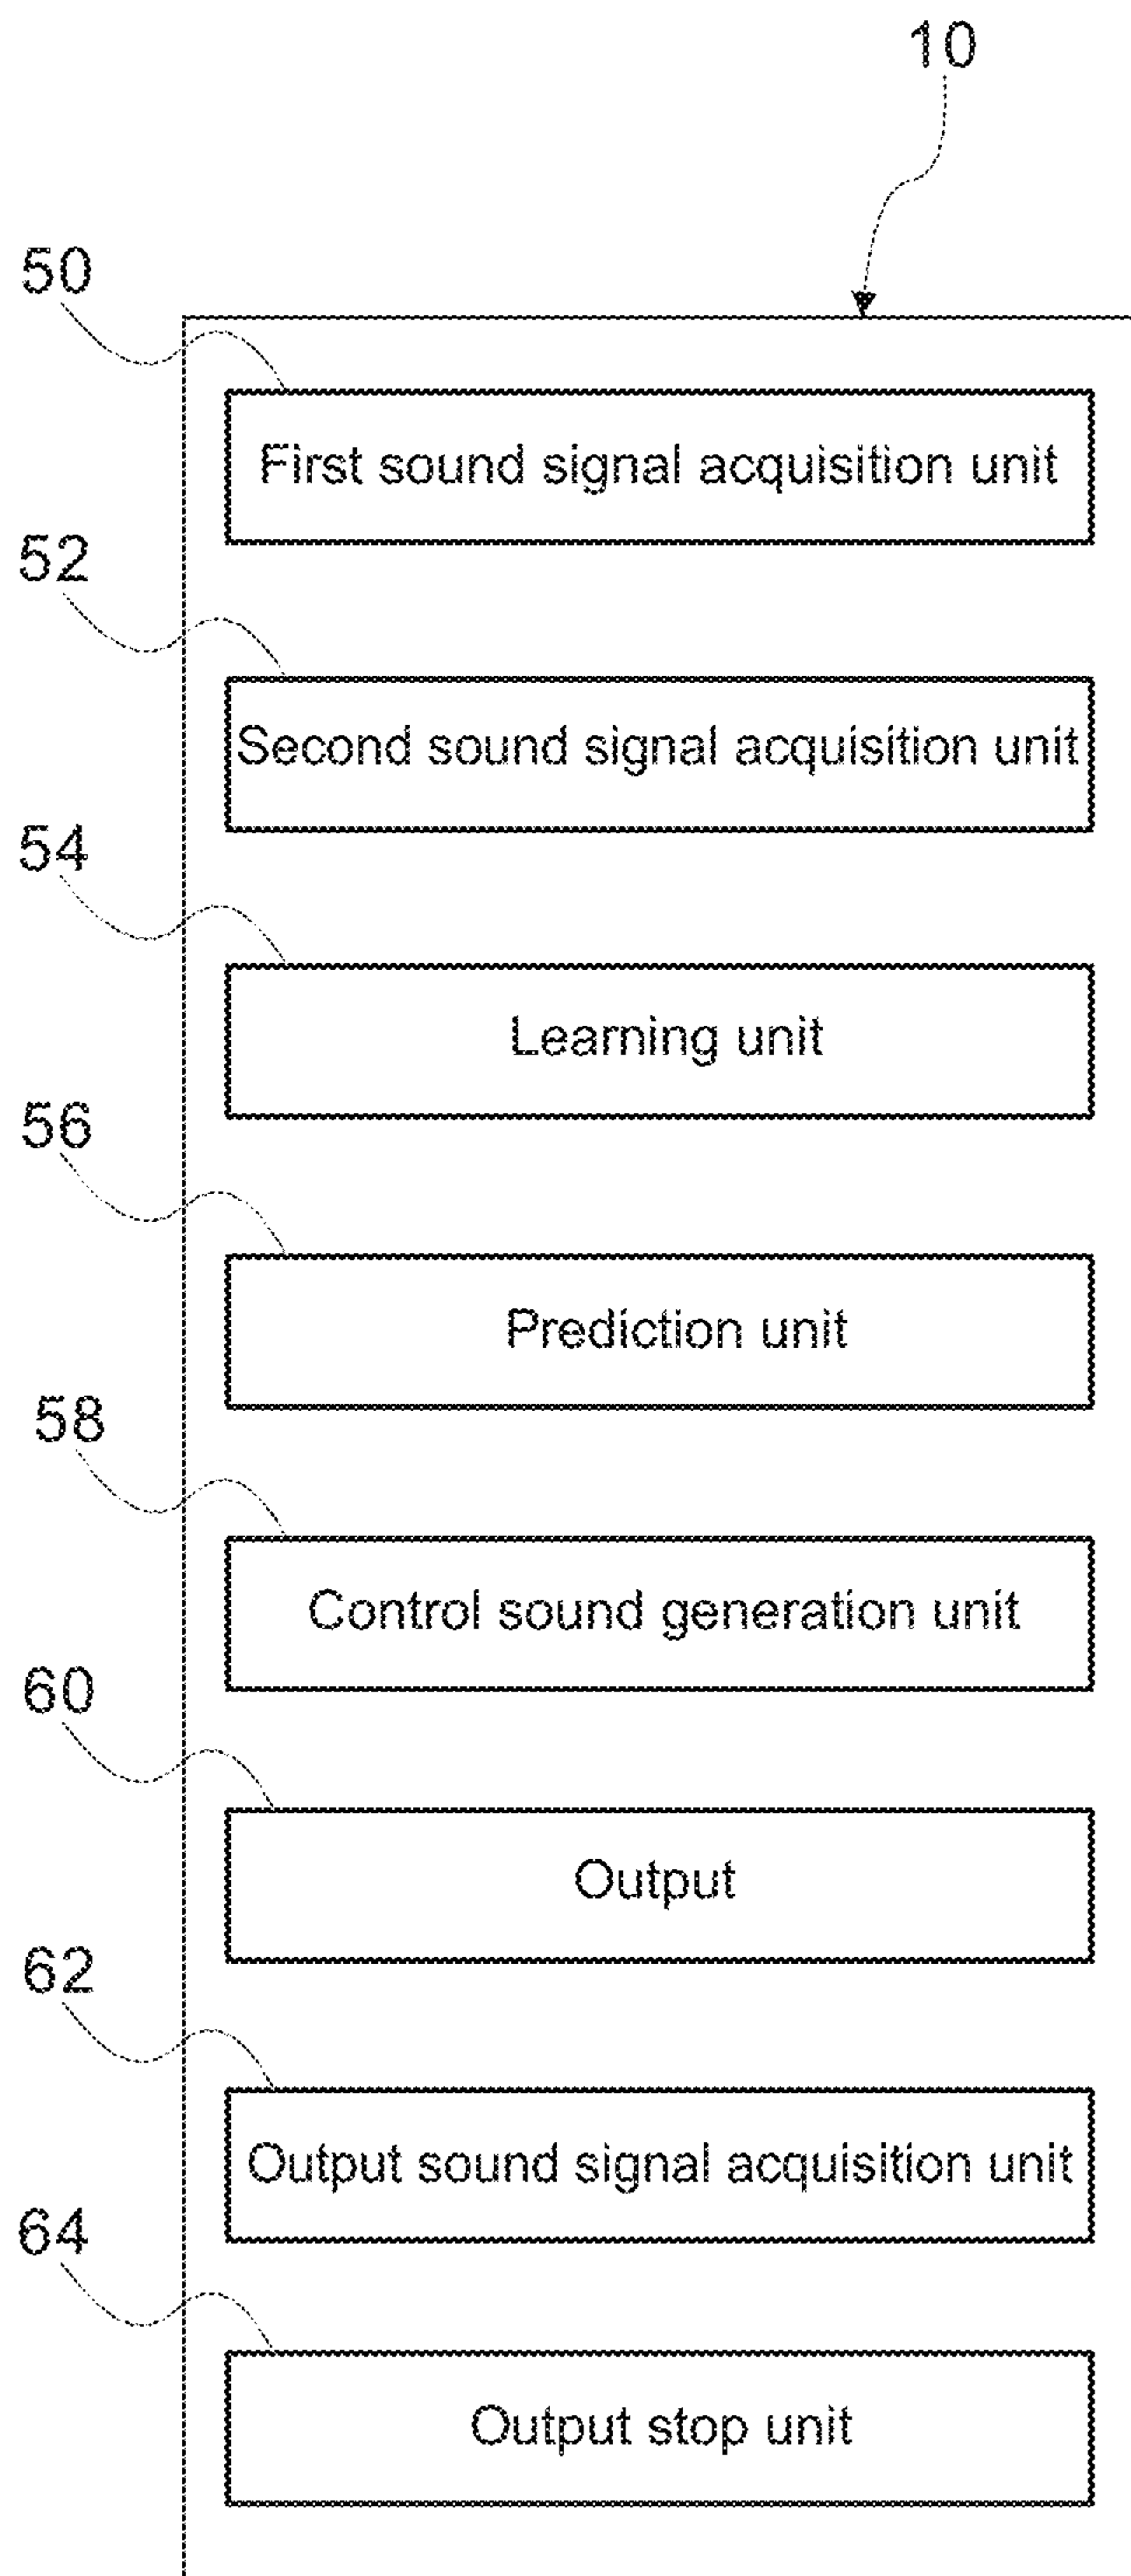 10
50
First sound signal acquisition unit
52
Second sound signal acquisition unit
54
Learning unit
56
Prediction unit
58
Control sound generation unit
60
Output
62
Output sound signal acquisition unit
64
Output stop unit